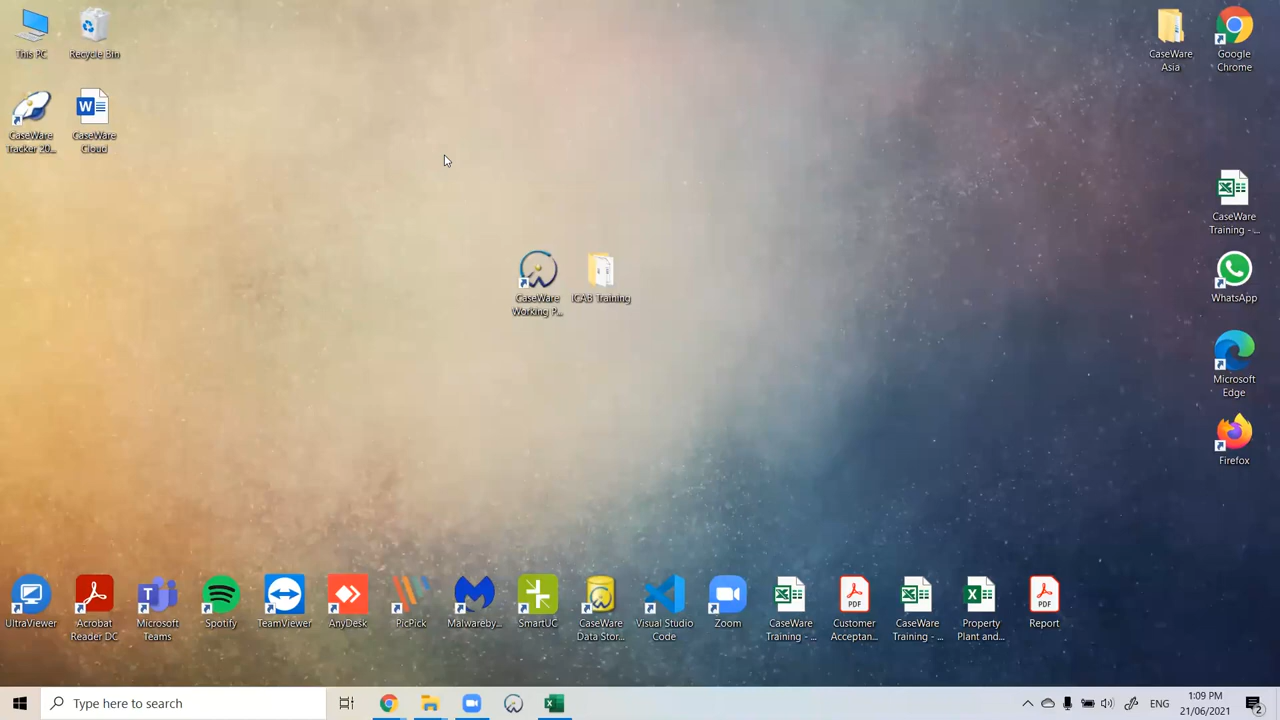 This PC
Recycle Bin
CaseWare
Asia
Google
Chrome
CaseWare
Tracker 20...
CaseWare
Cloud
CaseWare
Training - ...
CaseWare
Working P...
ICAB Training
WhatsApp
Microsoft
Edge
Firefox
UltraViewer
Acrobat
Reader DC
Microsoft
Teams
Spotify
TeamViewer
AnyDesk
PicPick
Malwareby...
SmartUC
CaseWare
Data Stor...
Visual Studio
Code
Zoom
CaseWare
Training - ...
PDF
Customer
Acceptan...
CaseWare
Training - ...
Property
Plant and...
PDF
Report
Type here to search
ENG
1:09 PM
21/06/2021
2